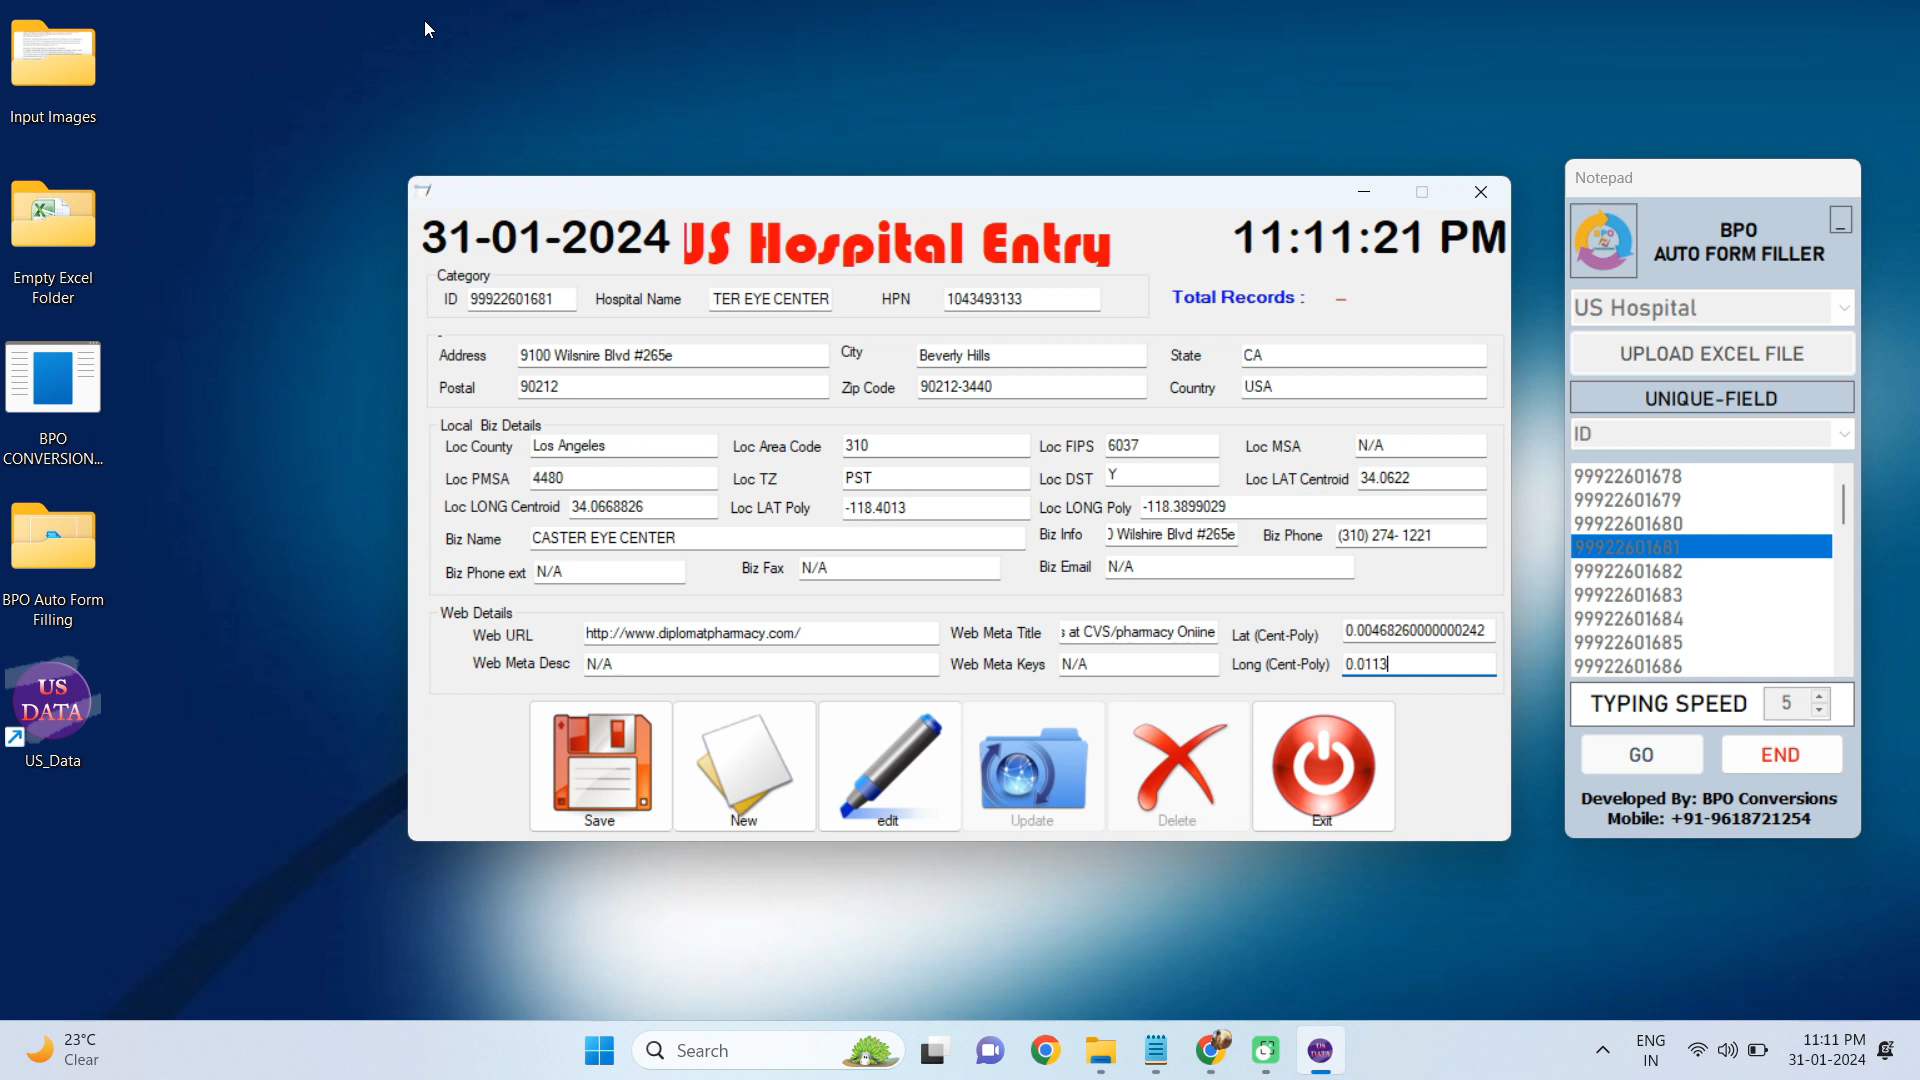 Input Images
Empty Excel
Folder
BPO
CONVERSION...
BPO Auto Form
Filling
US
DATA
US_Data
31-01-2024
US Hospital Entry
11:11:21 PM
Category
ID 99922601681 Hospital Name TER EYE CENTER HPN 1043493133
Total Records : --
Address 9100 Wilsnire Blvd #265e City Beverly Hills State CA
Postal 90212 Zip Code 90212-3440 Country USA
Local Biz Details
Loc County Los Angeles Loc Area Code 310 Loc FIPS 6037 Loc MSA N/A
Loc PMSA 4480 Loc TZ PST Loc DST Y Loc LAT Centroid 34.0622
Loc LONG Centroid 34.0668826 Loc LAT Poly -118.4013 Loc LONG Poly -118.3899029
Biz Name CASTER EYE CENTER Biz Info 0 Wilshire Blvd #265e Biz Phone (310) 274- 1221
Biz Phone ext N/A Biz Fax N/A Biz Email N/A
Web Details
Web URL http://www.diplomatpharmacy.com/ Web Meta Title s at CVS/pharmacy Oniine Lat (Cent-Poly) 0.00468260000000242
Web Meta Desc N/A Web Meta Keys N/A Long (Cent-Poly) 0.0113
Save New edit Update Delete Exit
Notepad
BPO
BPO
AUTO FORM FILLER
US Hospital
UPLOAD EXCEL FILE
UNIQUE-FIELD
ID
99922601678
99922601679
99922601680
99922601681
99922601682
99922601683
99922601684
99922601685
99922601686
TYPING SPEED 5
GO END
Developed By: BPO Conversions
Mobile: +91-9618721254
23°C
Clear
Search
US
DATA
ENG
IN
11:11 PM
31-01-2024